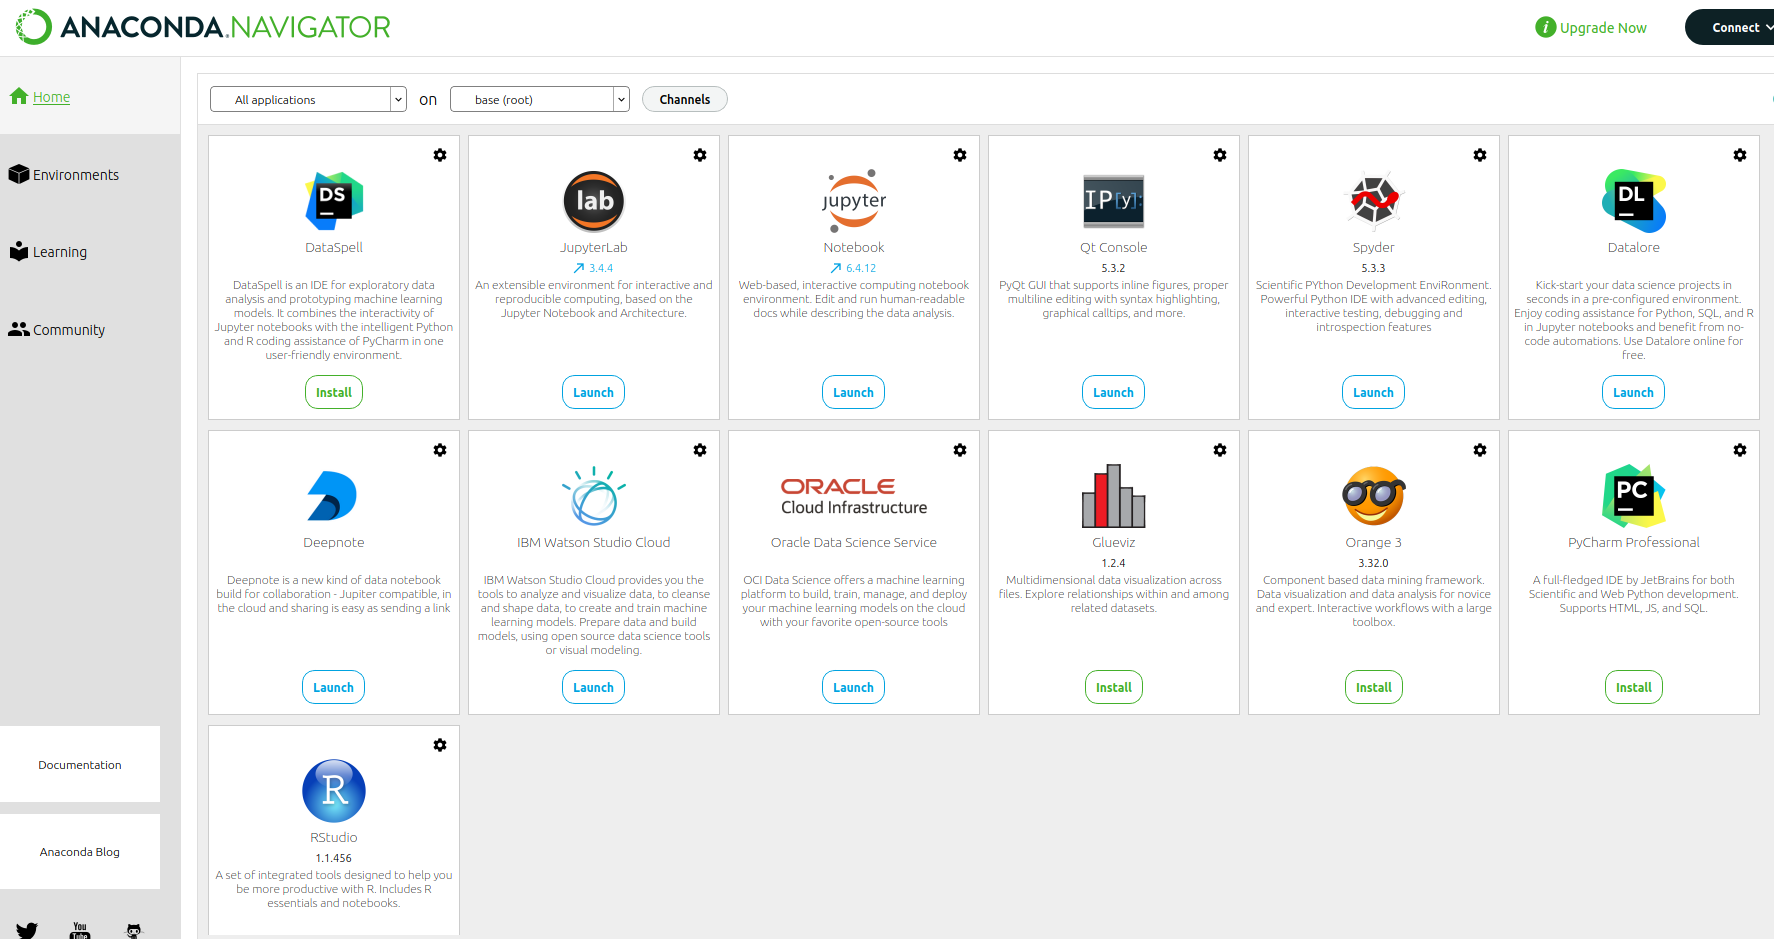 ANACONDA.NAVIGATOR
i Upgrade Now
Connect
Home
Environments
Learning
Community
Documentation
Anaconda Blog
You
Tube
All applications
on
base (root)
Channels
DS
DataSpell
DataSpell is an IDE for exploratory data
analysis and prototyping machine learning
models. It combines the interactivity of
Jupyter notebooks with the intelligent Python
and R coding assistance of PyCharm in one
user-friendly environment.
Install
lab
JupyterLab
3.4.4
An extensible environment for interactive and
reproducible computing, based on the
Jupyter Notebook and Architecture.
Launch
jupyter
Notebook
6.4.12
Web-based, interactive computing notebook
environment. Edit and run human-readable
docs while describing the data analysis.
Launch
IP[y]:
Qt Console
5.3.2
PyQt GUI that supports inline figures, proper
multiline editing with syntax highlighting,
graphical calltips, and more.
Launch
Spyder
5.3.3
Scientific PYthon Development EnviRonment.
Powerful Python IDE with advanced editing,
interactive testing, debugging and
introspection features
Launch
DL
Datalore
Kick-start your data science projects in
seconds in a pre-configured environment.
Enjoy coding assistance for Python, SQL, and R
in Jupyter notebooks and benefit from no-
code automations. Use Datalore online for
free.
Launch
Deepnote
Deepnote is a new kind of data notebook
build for collaboration - Jupiter compatible, in
the cloud and sharing is easy as sending a link
Launch
IBM Watson Studio Cloud
IBM Watson Studio Cloud provides you the
tools to analyze and visualize data, to cleanse
and shape data, to create and train machine
learning models. Prepare data and build
models, using open source data science tools
or visual modeling.
Launch
ORACLE
Cloud Infrastructure
Oracle Data Science Service
OCI Data Science offers a machine learning
platform to build, train, manage, and deploy
your machine learning models on the cloud
with your favorite open-source tools
Launch
Glueviz
1.2.4
Multidimensional data visualization across
files. Explore relationships within and among
related datasets.
Install
Orange 3
3.32.0
Component based data mining framework.
Data visualization and data analysis for novice
and expert. Interactive workflows with a large
toolbox.
Install
PC
PyCharm Professional
A full-fledged IDE by JetBrains for both
Scientific and Web Python development.
Supports HTML, JS, and SQL.
Install
R
RStudio
1.1.456
A set of integrated tools designed to help you
be more productive with R. Includes R
essentials and notebooks.